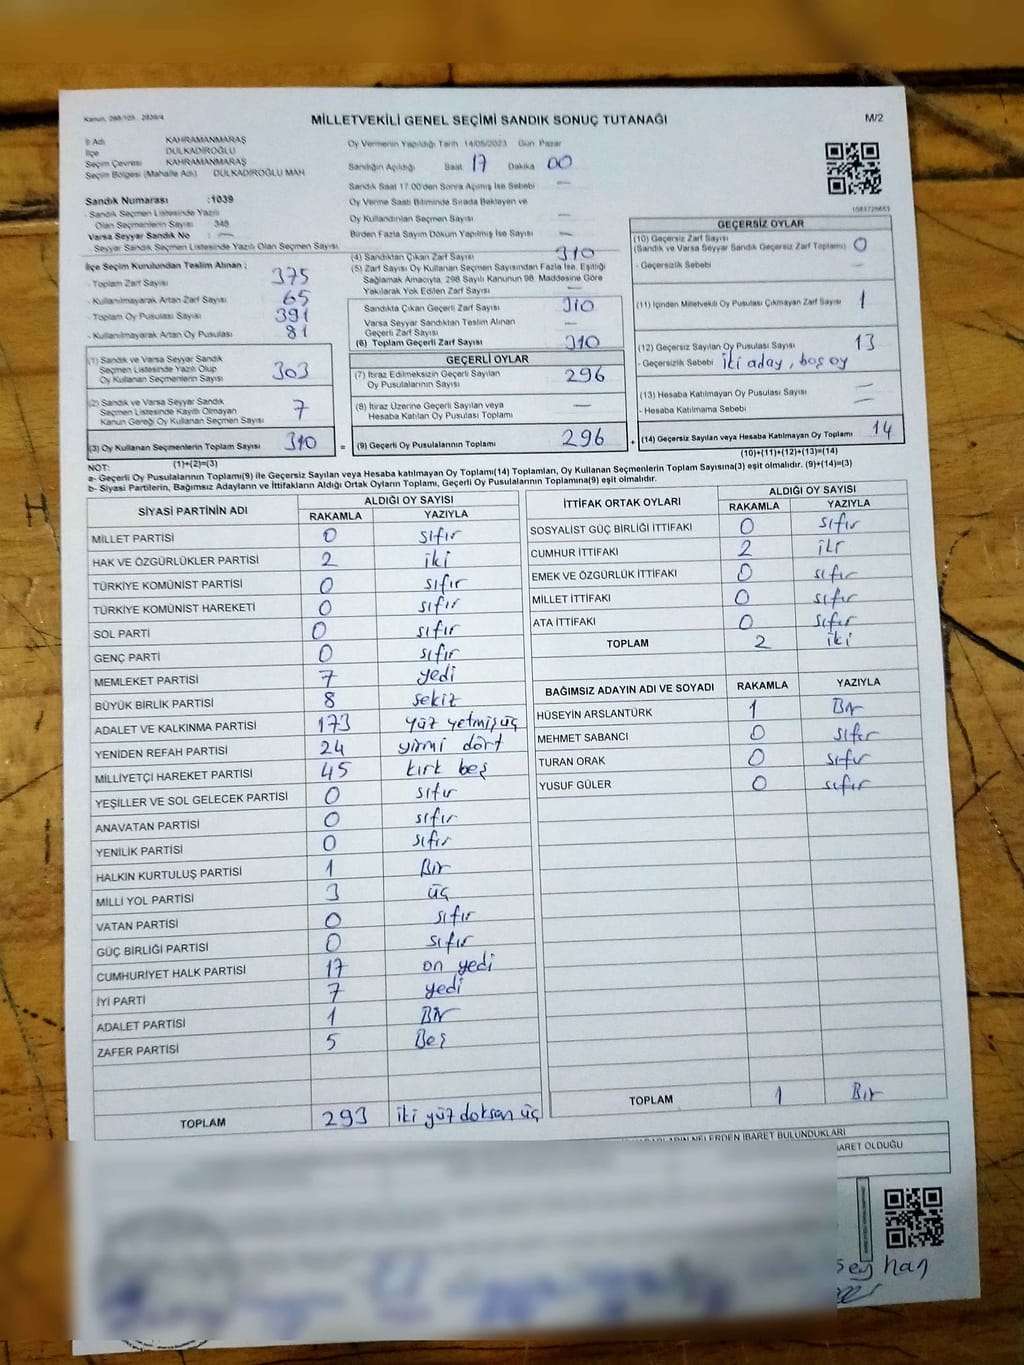 Kanun, 298/105 : 2839/4
MİLLETVEKİLİ GENEL SEÇİMİ SANDIK SONUÇ TUTANAĞI
M/2
İl Adı KAHRAMANMARAŞ
İlçe DULKADİROĞLU
Seçim Çevresi KAHRAMANMARAŞ
Seçim Bölgesi (Mahalle Adı) DULKADİROĞLU MAH
Sandık Numarası :1039
- Sandık Seçmen Listesinde Yazılı
Olan Seçmenlerin Sayısı 348
Varsa Seyyar Sandık No : —
Seyyar Sandık Seçmen Listesinde Yazılı Olan Seçmen Sayısı
Oy Vermenin Yapıldığı Tarih 14/05/2023 Gün Pazar
Sandığın Açıldığı Saat 17 Dakika 00
Sandık Saat 17.00'den Sonra Açılmış İse Sebebi —
Oy Verme Saati Bitiminde Sırada Bekleyen ve
Oy Kullandırılan Seçmen Sayısı —
Birden Fazla Sayım Döküm Yapılmış İse Sayısı —
İlçe Seçim Kurulundan Teslim Alınan :
- Toplam Zarf Sayısı 375
- Kullanılmayarak Artan Zarf Sayısı 65
- Toplam Oy Pusulası Sayısı 391
- Kullanılmayarak Artan Oy Pusulası 81
(1) Sandık ve Varsa Seyyar Sandık
Seçmen Listesinde Yazılı Olup
Oy Kullanan Seçmenlerin Sayısı 303
(2) Sandık ve Varsa Seyyar Sandık
Seçmen Listesinde Kayıtlı Olmayan
Kanun Gereği Oy Kullanan Seçmen Sayısı 7
(3) Oy Kullanan Seçmenlerin Toplam Sayısı 310
(1)+(2)=(3)
(4) Sandıktan Çıkan Zarf Sayısı 310
(5) Zarf Sayısı Oy Kullanan Seçmen Sayısından Fazla İse, Eşitliği
Sağlamak Amacıyla, 298 Sayılı Kanunun 98. Maddesine Göre
Yakılarak Yok Edilen Zarf Sayısı —
Sandıkta Çıkan Geçerli Zarf Sayısı 310
Varsa Seyyar Sandıktan Teslim Alınan
Geçerli Zarf Sayısı —
(6) Toplam Geçerli Zarf Sayısı 310
GEÇERLİ OYLAR
(7) İtiraz Edilmeksizin Geçerli Sayılan
Oy Pusulalarının Sayısı 296
(8) İtiraz Üzerine Geçerli Sayılan veya
Hesaba Katılan Oy Pusulası Toplamı —
= (9) Geçerli Oy Pusulalarının Toplamı 296 +
1083729653
GEÇERSİZ OYLAR
(10) Geçersiz Zarf Sayısı
(Sandık ve Varsa Seyyar Sandık Geçersiz Zarf Toplamı) 0
- Geçersizlik Sebebi —
(11) İçinden Milletvekili Oy Pusulası Çıkmayan Zarf Sayısı 1
(12) Geçersiz Sayılan Oy Pusulası Sayısı 13
- Geçersizlik Sebebi iki aday, boş oy
(13) Hesaba Katılmayan Oy Pusulası Sayısı —
- Hesaba Katılmama Sebebi —
(14) Geçersiz Sayılan veya Hesaba Katılmayan Oy Toplamı 14
(10)+(11)+(12)+(13)=(14)
NOT:
a- Geçerli Oy Pusulalarının Toplamı(9) ile Geçersiz Sayılan veya Hesaba katılmayan Oy Toplamı(14) Toplamları, Oy Kullanan Seçmenlerin Toplam Sayısına(3) eşit olmalıdır. (9)+(14)=(3)
b- Siyasi Partilerin, Bağımsız Adayların ve İttifakların Aldığı Ortak Oyların Toplamı, Geçerli Oy Pusulalarının Toplamına(9) eşit olmalıdır.
SİYASİ PARTİNİN ADI ALDIĞI OY SAYISI
RAKAMLA YAZIYLA
MİLLET PARTİSİ 0 sıfır
HAK VE ÖZGÜRLÜKLER PARTİSİ 2 iki
TÜRKİYE KOMÜNİST PARTİSİ 0 sıfır
TÜRKİYE KOMÜNİST HAREKETİ 0 sıfır
SOL PARTİ 0 sıfır
GENÇ PARTİ 0 sıfır
MEMLEKET PARTİSİ 7 yedi
BÜYÜK BİRLİK PARTİSİ 8 sekiz
ADALET VE KALKINMA PARTİSİ 173 yüz yetmiş üç
YENİDEN REFAH PARTİSİ 24 yirmi dört
MİLLİYETÇİ HAREKET PARTİSİ 45 kırk beş
YEŞİLLER VE SOL GELECEK PARTİSİ 0 sıfır
ANAVATAN PARTİSİ 0 sıfır
YENİLİK PARTİSİ 0 sıfır
HALKIN KURTULUŞ PARTİSİ 1 Bir
MİLLİ YOL PARTİSİ 3 üç
VATAN PARTİSİ 0 sıfır
GÜÇ BİRLİĞİ PARTİSİ 0 sıfır
CUMHURİYET HALK PARTİSİ 17 on yedi
İYİ PARTİ 7 yedi
ADALET PARTİSİ 1 Bir
ZAFER PARTİSİ 5 Beş
TOPLAM 293 iki yüz doksan üç
İTTİFAK ORTAK OYLARI ALDIĞI OY SAYISI
RAKAMLA YAZIYLA
SOSYALİST GÜÇ BİRLİĞİ İTTİFAKI 0 sıfır
CUMHUR İTTİFAKI 2 iki
EMEK VE ÖZGÜRLÜK İTTİFAKI 0 sıfır
MİLLET İTTİFAKI 0 sıfır
ATA İTTİFAKI 0 sıfır
TOPLAM 2 iki
BAĞIMSIZ ADAYIN ADI VE SOYADI RAKAMLA YAZIYLA
HÜSEYİN ARSLANTÜRK 1 Bir
MEHMET SABANCI 0 sıfır
TURAN ORAK 0 sıfır
YUSUF GÜLER 0 sıfır
TOPLAM 1 Bir
NELERDEN İBARET BULUNDUKLARI
İBARET OLDUĞU
Seyhan